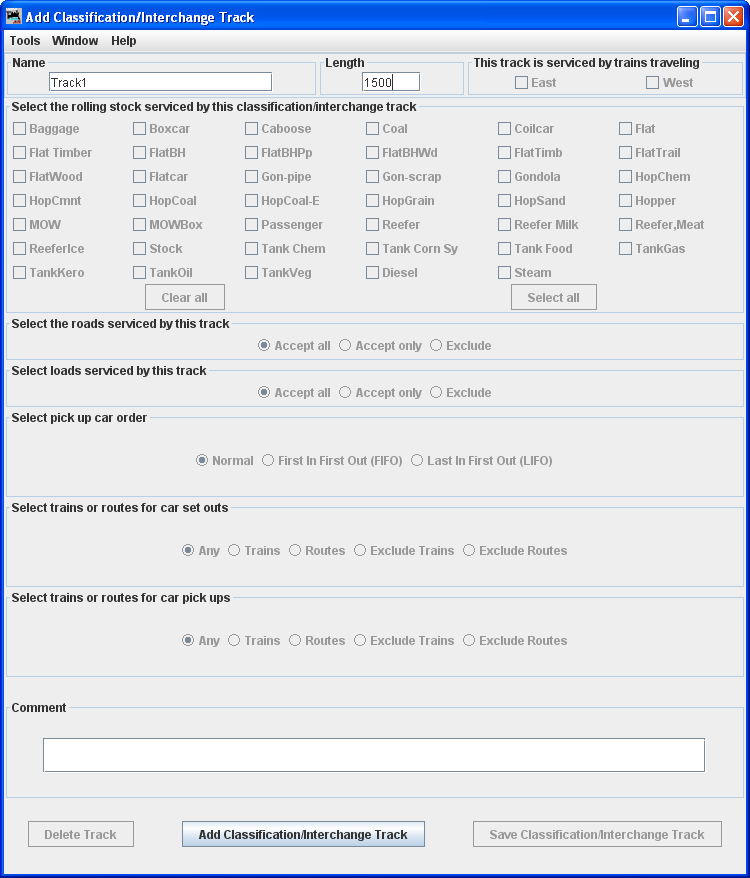 Add Classification/Interchange Track
Tools Window Help
Name Length This track is serviced by trains traveling
Track1 1500 East West
Select the rolling stock serviced by this classification/interchange track
Baggage Boxcar Caboose Coal Coilcar Flat
Flat Timber FlatBH FlatBHPp FlatBHWd FlatTimb FlatTrail
FlatWood Flatcar Gon-pipe Gon-scrap Gondola HopChem
HopCmnt HopCoal HopCoal-E HopGrain HopSand Hopper
MOW MOWBox Passenger Reefer Reefer Milk Reefer,Meat
ReeferIce Stock Tank Chem Tank Corn Sy Tank Food TankGas
TankKero TankOil TankVeg Diesel Steam
Clear all Select all
Select the roads serviced by this track
Accept all Accept only Exclude
Select loads serviced by this track
Accept all Accept only Exclude
Select pick up car order
Normal First In First Out (FIFO) Last In First Out (LIFO)
Select trains or routes for car set outs
Any Trains Routes Exclude Trains Exclude Routes
Select trains or routes for car pick ups
Any Trains Routes Exclude Trains Exclude Routes
Comment
Delete Track Add Classification/Interchange Track Save Classification/Interchange Track